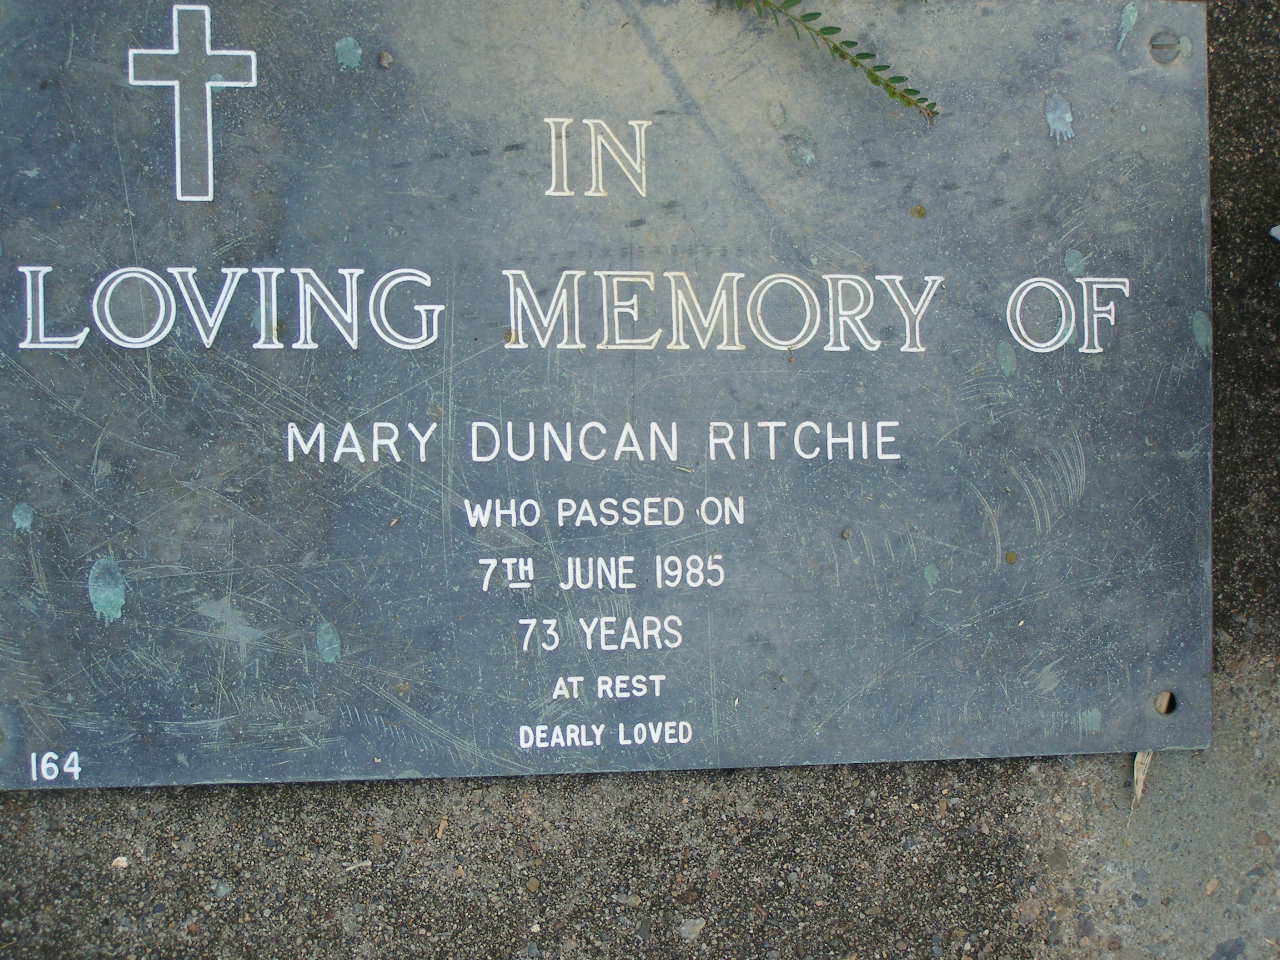 IN
LOVING MEMORY OF
MARY DUNCAN RITCHIE
WHO PASSED ON
7TH JUNE 1985
73 YEARS
AT REST
DEARLY LOVED
164